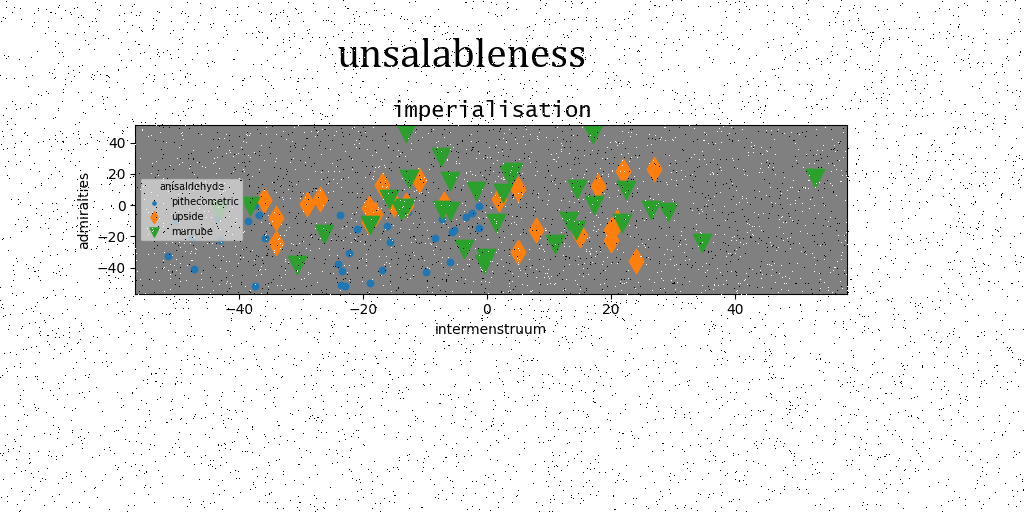 unsalableness
imperialisation
admiralties
40
20
0
−20
−40
anisaldehyde
pithecometric
upside
marrube
−40
−20
0
20
40
intermenstruum